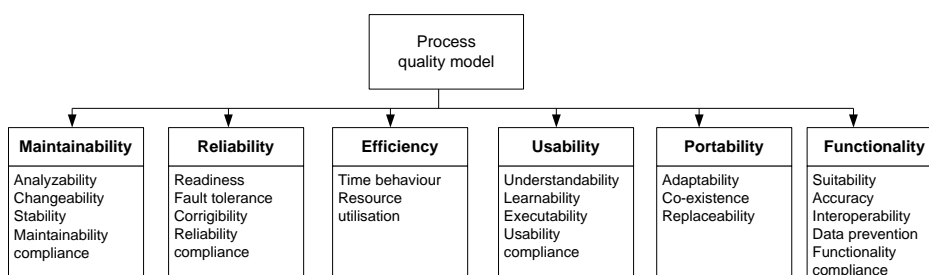 Process
quality model
Maintainability
Analyzability
Changeability
Stability
Maintainability
compliance
Reliability
Readiness
Fault tolerance
Corrigibility
Reliability
compliance
Efficiency
Time behaviour
Resource
utilisation
Usability
Understandability
Learnability
Executability
Usability
compliance
Portability
Adaptability
Co-existence
Replaceability
Functionality
Suitability
Accuracy
Interoperability
Data prevention
Functionality
compliance